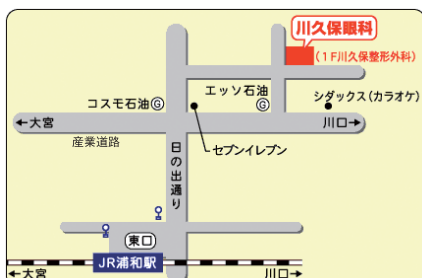 川久保眼科
(1F川久保整形外科)
エッソ石油
G
コスモ石油G
シダックス(カラオケ)
←大宮
川口→
産業道路
セブンイレブン
日の出通り
東口
JR浦和駅
←大宮
川口→